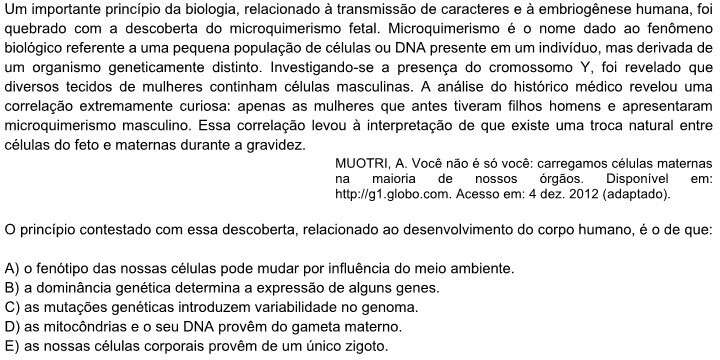 Um importante princípio da biologia, relacionado à transmissão de caracteres e à embriogênese humana, foi
quebrado com a descoberta do microquimerismo fetal. Microquimerismo é o nome dado ao fenômeno
biológico referente a uma pequena população de células ou DNA presente em um indivíduo, mas derivada de
um organismo geneticamente distinto. Investigando-se a presença do cromossomo Y, foi revelado que
diversos tecidos de mulheres continham células masculinas. A análise do histórico médico revelou uma
correlação extremamente curiosa: apenas as mulheres que antes tiveram filhos homens e apresentaram
microquimerismo masculino. Essa correlação levou à interpretação de que existe uma troca natural entre
células do feto e maternas durante a gravidez.
MUOTRI, A. Você não é só você: carregamos células maternas
na maioria de nossos órgãos. Disponível em:
http://g1.globo.com. Acesso em: 4 dez. 2012 (adaptado).
O princípio contestado com essa descoberta, relacionado ao desenvolvimento do corpo humano, é o de que:
A) o fenótipo das nossas células pode mudar por influência do meio ambiente.
B) a dominância genética determina a expressão de alguns genes.
C) as mutações genéticas introduzem variabilidade no genoma.
D) as mitocôndrias e o seu DNA provêm do gameta materno.
E) as nossas células corporais provêm de um único zigoto.